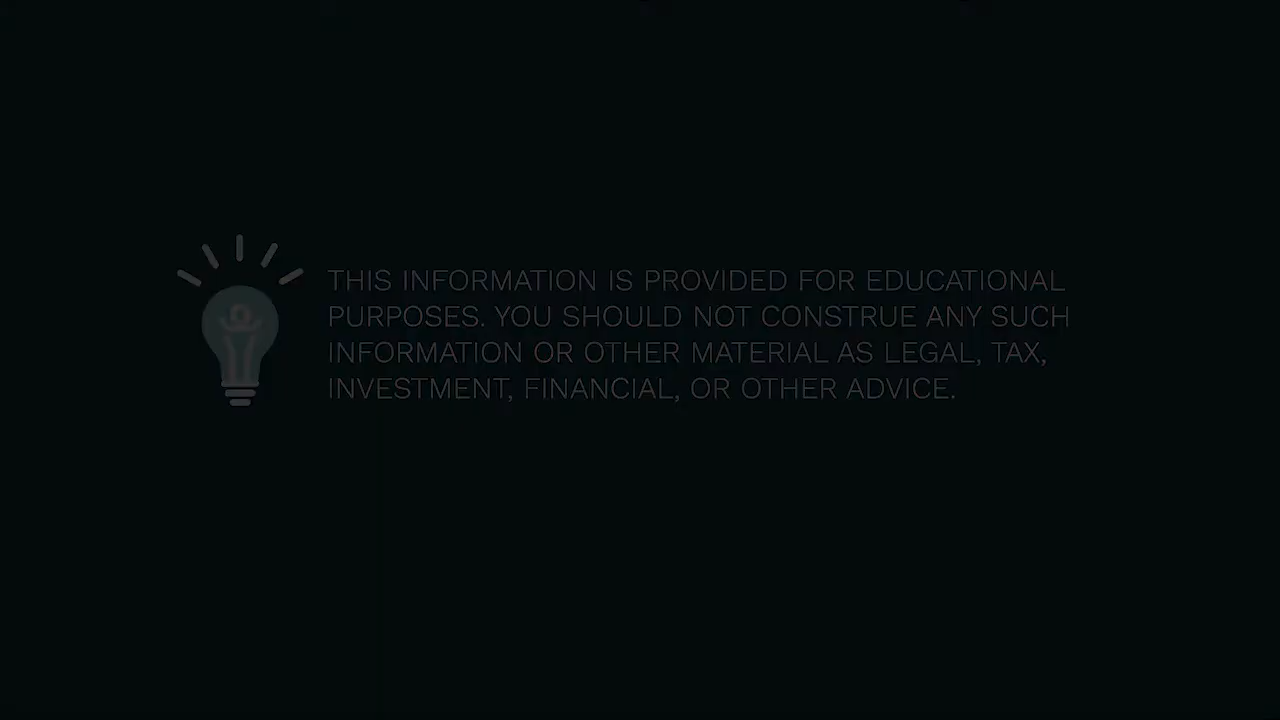 THIS INFORMATION IS PROVIDED FOR EDUCATIONAL
PURPOSES. YOU SHOULD NOT CONSTRUE ANY SUCH
INFORMATION OR OTHER MATERIAL AS LEGAL, TAX,
INVESTMENT, FINANCIAL, OR OTHER ADVICE.